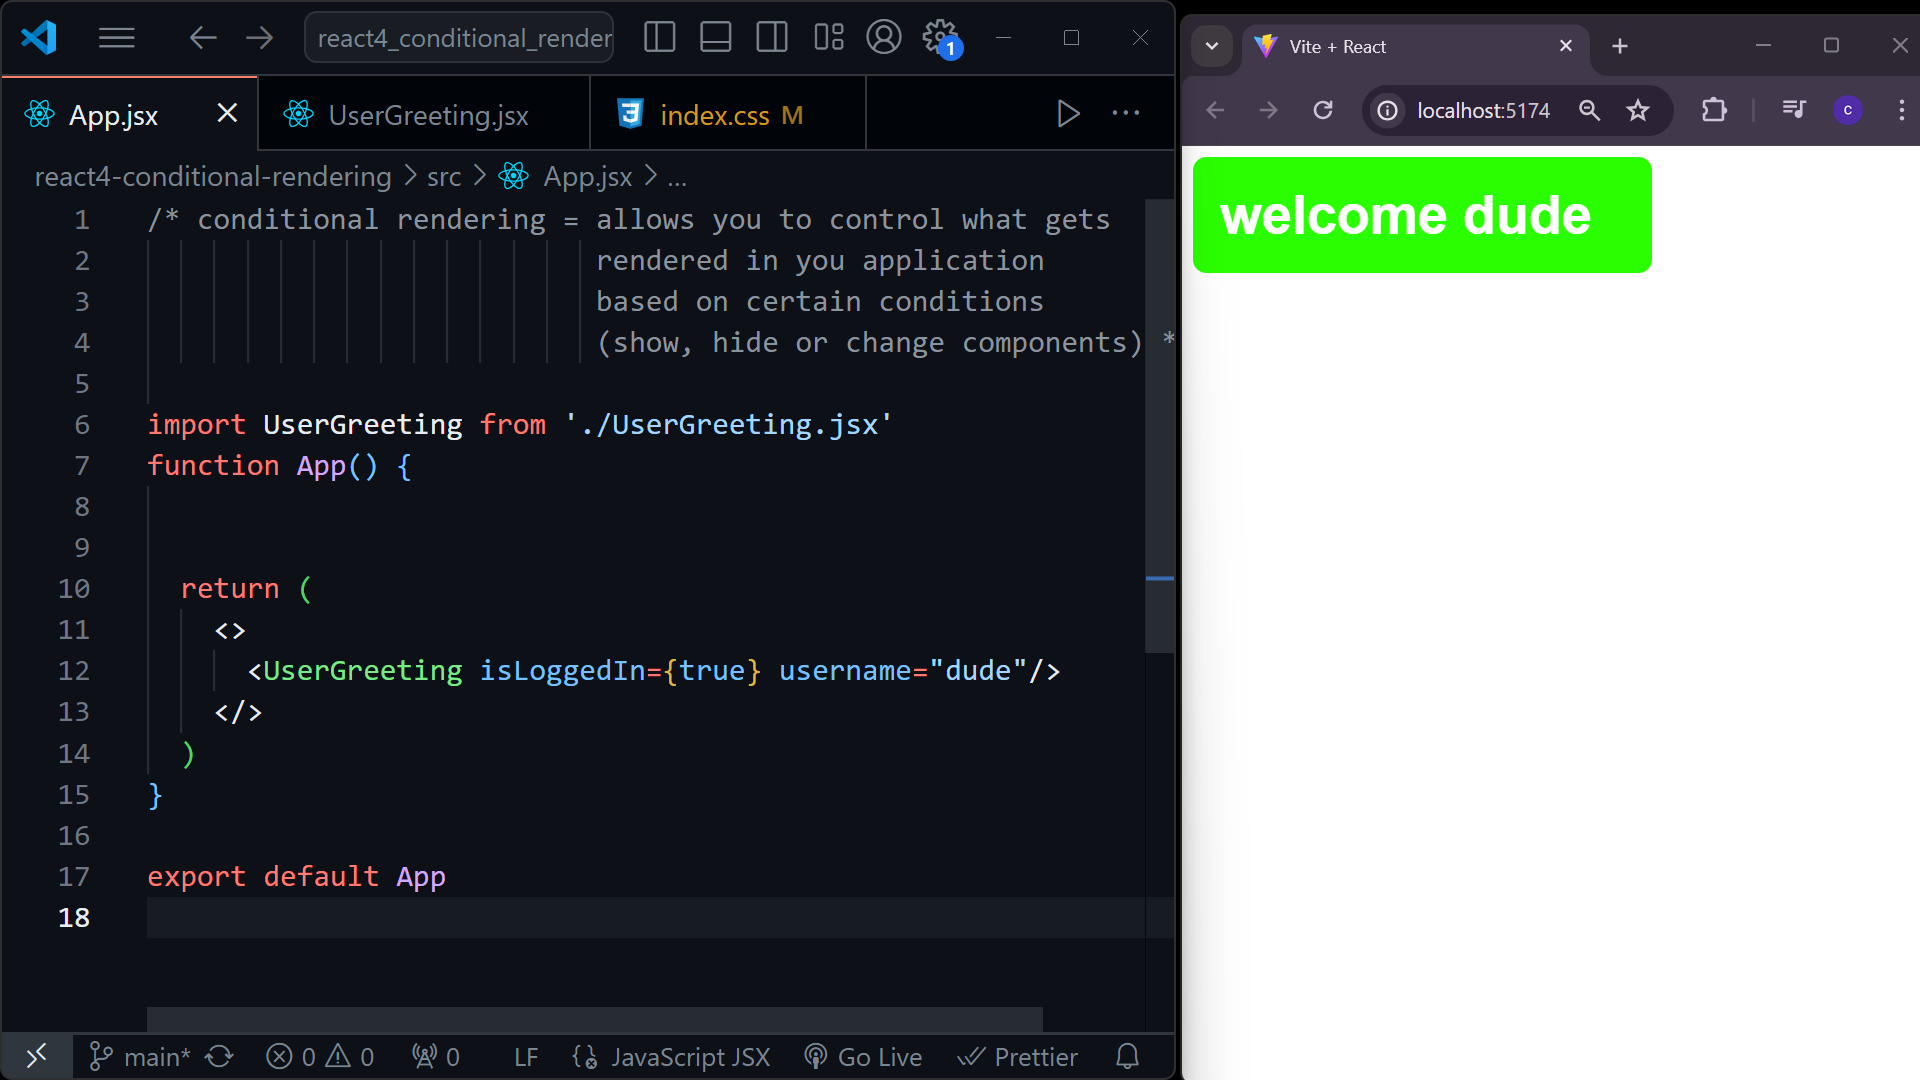 react4_conditional_render
1
App.jsx
UserGreeting.jsx
index.css M
react4-conditional-rendering > src > App.jsx > ...
1 /* conditional rendering = allows you to control what gets
2 rendered in you application
3 based on certain conditions
4 (show, hide or change components) *
5
6 import UserGreeting from './UserGreeting.jsx'
7 function App() {
8
9
10 return (
11 <>
12 <UserGreeting isLoggedIn={true} username="dude"/>
13 </>
14 )
15 }
16
17 export default App
18
main* 0 0 0 LF JavaScript JSX Go Live Prettier
Vite + React
localhost:5174
c
welcome dude